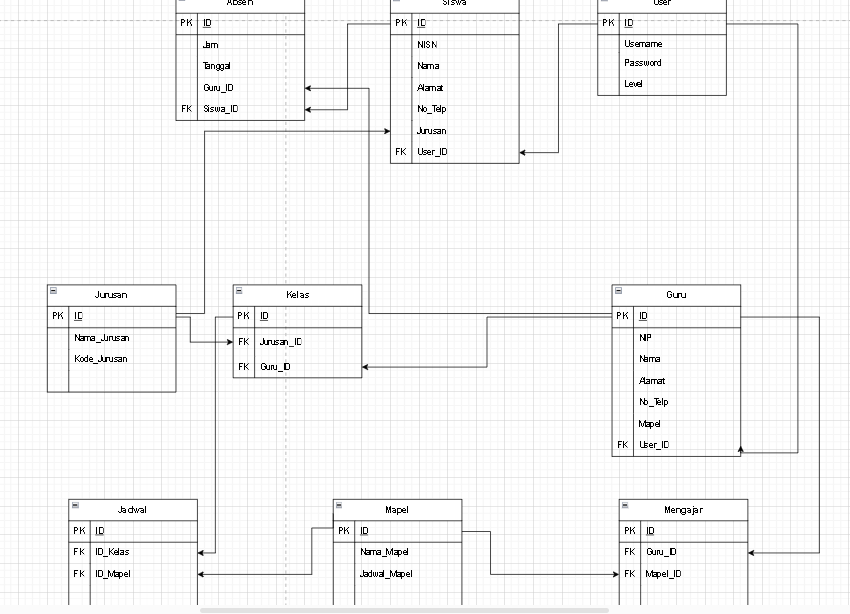 Absen
PK ID
Jam
Tanggal
Guru_ID
FK Siswa_ID
Siswa
PK ID
NISN
Nama
Alamat
No_Telp
Jurusan
FK User_ID
User
PK ID
Username
Password
Level
Jurusan
PK ID
Nama_Jurusan
Kode_Jurusan
Kelas
PK ID
FK Jurusan_ID
FK Guru_ID
Guru
PK ID
NIP
Nama
Alamat
No_Telp
Mapel
FK User_ID
Jadwal
PK ID
FK ID_Kelas
FK ID_Mapel
Mapel
PK ID
Nama_Mapel
Jadwal_Mapel
Mengajar
PK ID
FK Guru_ID
FK Mapel_ID